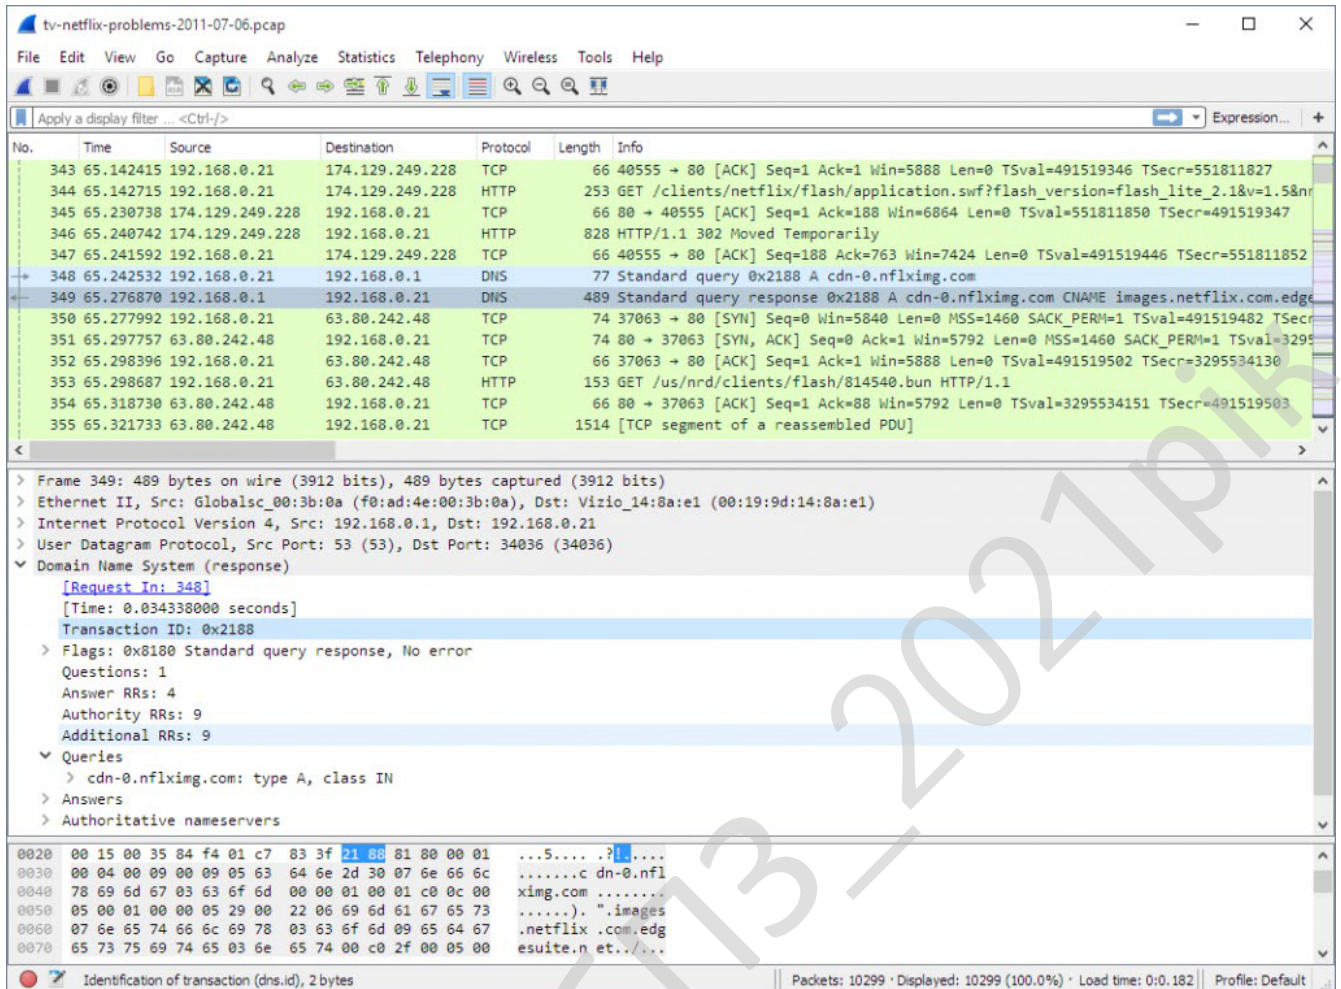 tv-netflix-problems-2011-07-06.pcap
File Edit View Go Capture Analyze Statistics Telephony Wireless Tools Help
Apply a display filter ... <Ctrl-/> Expression... +
No. Time Source Destination Protocol Length Info
343 65.142415 192.168.0.21 174.129.249.228 TCP 66 40555 → 80 [ACK] Seq=1 Ack=1 Win=5888 Len=0 TSval=491519346 TSecr=551811827
344 65.142715 192.168.0.21 174.129.249.228 HTTP 253 GET /clients/netflix/flash/application.swf?flash_version=flash_lite_2.1&v=1.5&nr
345 65.230738 174.129.249.228 192.168.0.21 TCP 66 80 → 40555 [ACK] Seq=1 Ack=188 Win=6864 Len=0 TSval=551811850 TSecr=491519347
346 65.240742 174.129.249.228 192.168.0.21 HTTP 828 HTTP/1.1 302 Moved Temporarily
347 65.241592 192.168.0.21 174.129.249.228 TCP 66 40555 → 80 [ACK] Seq=188 Ack=763 Win=7424 Len=0 TSval=491519446 TSecr=551811852
348 65.242532 192.168.0.21 192.168.0.1 DNS 77 Standard query 0x2188 A cdn-0.nflximg.com
349 65.276870 192.168.0.1 192.168.0.21 DNS 489 Standard query response 0x2188 A cdn-0.nflximg.com CNAME images.netflix.com.edge
350 65.277992 192.168.0.21 63.80.242.48 TCP 74 37063 → 80 [SYN] Seq=0 Win=5840 Len=0 MSS=1460 SACK_PERM=1 TSval=491519482 TSecr
351 65.297757 63.80.242.48 192.168.0.21 TCP 74 80 → 37063 [SYN, ACK] Seq=0 Ack=1 Win=5792 Len=0 MSS=1460 SACK_PERM=1 TSval=3295
352 65.298396 192.168.0.21 63.80.242.48 TCP 66 37063 → 80 [ACK] Seq=1 Ack=1 Win=5888 Len=0 TSval=491519502 TSecr=3295534130
353 65.298687 192.168.0.21 63.80.242.48 HTTP 153 GET /us/nrd/clients/flash/814540.bun HTTP/1.1
354 65.318730 63.80.242.48 192.168.0.21 TCP 66 80 → 37063 [ACK] Seq=1 Ack=88 Win=5792 Len=0 TSval=3295534151 TSecr=491519503
355 65.321733 63.80.242.48 192.168.0.21 TCP 1514 [TCP segment of a reassembled PDU]
Frame 349: 489 bytes on wire (3912 bits), 489 bytes captured (3912 bits)
Ethernet II, Src: Globalsc_00:3b:0a (f0:ad:4e:00:3b:0a), Dst: Vizio_14:8a:e1 (00:19:9d:14:8a:e1)
Internet Protocol Version 4, Src: 192.168.0.1, Dst: 192.168.0.21
User Datagram Protocol, Src Port: 53 (53), Dst Port: 34036 (34036)
Domain Name System (response)
[Request In: 348]
[Time: 0.034338000 seconds]
Transaction ID: 0x2188
Flags: 0x8180 Standard query response, No error
Questions: 1
Answer RRs: 4
Authority RRs: 9
Additional RRs: 9
Queries
cdn-0.nflximg.com: type A, class IN
Answers
Authoritative nameservers
0020 00 15 00 35 84 f4 01 c7 83 3f 21 88 81 80 00 01 ...5.... .?!.....
0030 00 04 00 09 00 09 05 63 64 6e 2d 30 07 6e 66 6c .......c dn-0.nfl
0040 78 69 6d 67 03 63 6f 6d 00 00 01 00 01 c0 0c 00 ximg.com ........
0050 05 00 01 00 00 05 29 00 22 06 69 6d 61 67 65 73 ......). ".images
0060 07 6e 65 74 66 6c 69 78 03 63 6f 6d 09 65 64 67 .netflix .com.edg
0070 65 73 75 69 74 65 03 6e 65 74 00 c0 2f 00 05 00 esuite.n et../...
Identification of transaction (dns.id), 2 bytes Packets: 10299 · Displayed: 10299 (100.0%) · Load time: 0:0.182 Profile: Default